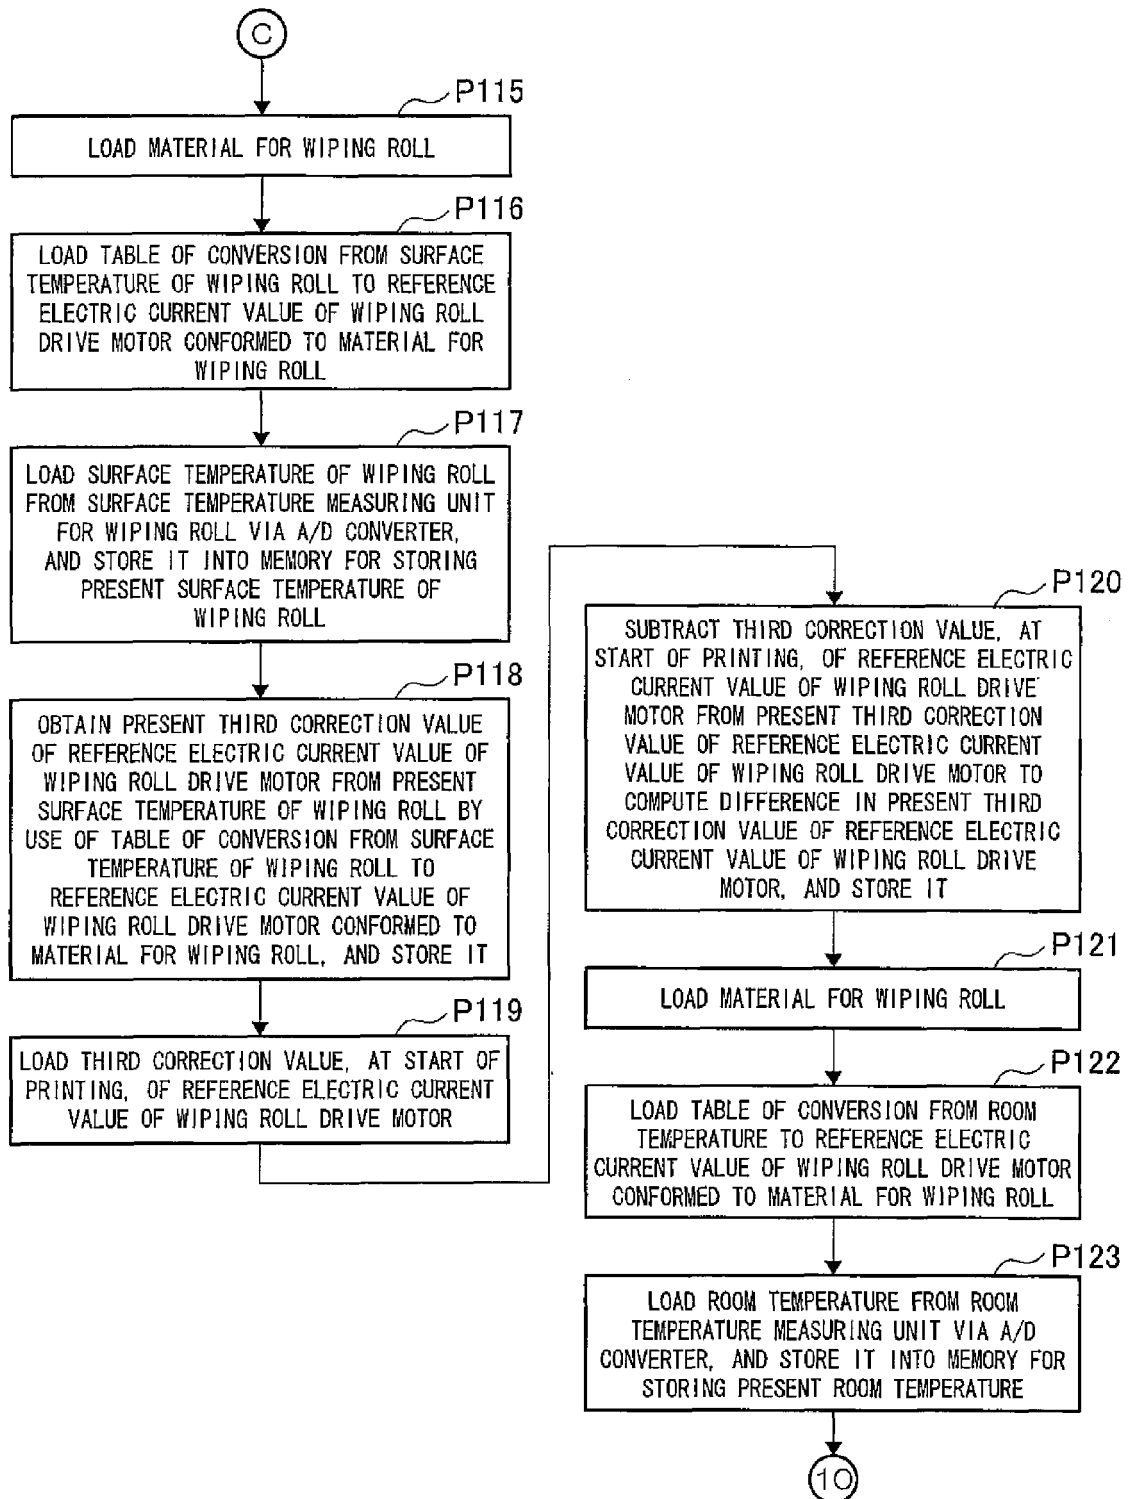 C
P115
LOAD MATERIAL FOR WIPING ROLL
P116
LOAD TABLE OF CONVERSION FROM SURFACE
TEMPERATURE OF WIPING ROLL TO REFERENCE
ELECTRIC CURRENT VALUE OF WIPING ROLL
DRIVE MOTOR CONFORMED TO MATERIAL FOR
WIPING ROLL
P117
LOAD SURFACE TEMPERATURE OF WIPING ROLL
FROM SURFACE TEMPERATURE MEASURING UNIT
FOR WIPING ROLL VIA A/D CONVERTER,
AND STORE IT INTO MEMORY FOR STORING
PRESENT SURFACE TEMPERATURE OF
WIPING ROLL
P118
OBTAIN PRESENT THIRD CORRECTION VALUE
OF REFERENCE ELECTRIC CURRENT VALUE OF
WIPING ROLL DRIVE MOTOR FROM PRESENT
SURFACE TEMPERATURE OF WIPING ROLL BY
USE OF TABLE OF CONVERSION FROM SURFACE
TEMPERATURE OF WIPING ROLL TO
REFERENCE ELECTRIC CURRENT VALUE OF
WIPING ROLL DRIVE MOTOR CONFORMED TO
MATERIAL FOR WIPING ROLL, AND STORE IT
P119
LOAD THIRD CORRECTION VALUE, AT START OF
PRINTING, OF REFERENCE ELECTRIC CURRENT
VALUE OF WIPING ROLL DRIVE MOTOR
P120
SUBTRACT THIRD CORRECTION VALUE, AT
START OF PRINTING, OF REFERENCE ELECTRIC
CURRENT VALUE OF WIPING ROLL DRIVE
MOTOR FROM PRESENT THIRD CORRECTION
VALUE OF REFERENCE ELECTRIC CURRENT
VALUE OF WIPING ROLL DRIVE MOTOR TO
COMPUTE DIFFERENCE IN PRESENT THIRD
CORRECTION VALUE OF REFERENCE ELECTRIC
CURRENT VALUE OF WIPING ROLL DRIVE
MOTOR, AND STORE IT
P121
LOAD MATERIAL FOR WIPING ROLL
P122
LOAD TABLE OF CONVERSION FROM ROOM
TEMPERATURE TO REFERENCE ELECTRIC
CURRENT VALUE OF WIPING ROLL DRIVE MOTOR
CONFORMED TO MATERIAL FOR WIPING ROLL
P123
LOAD ROOM TEMPERATURE FROM ROOM
TEMPERATURE MEASURING UNIT VIA A/D
CONVERTER, AND STORE IT INTO MEMORY FOR
STORING PRESENT ROOM TEMPERATURE
10